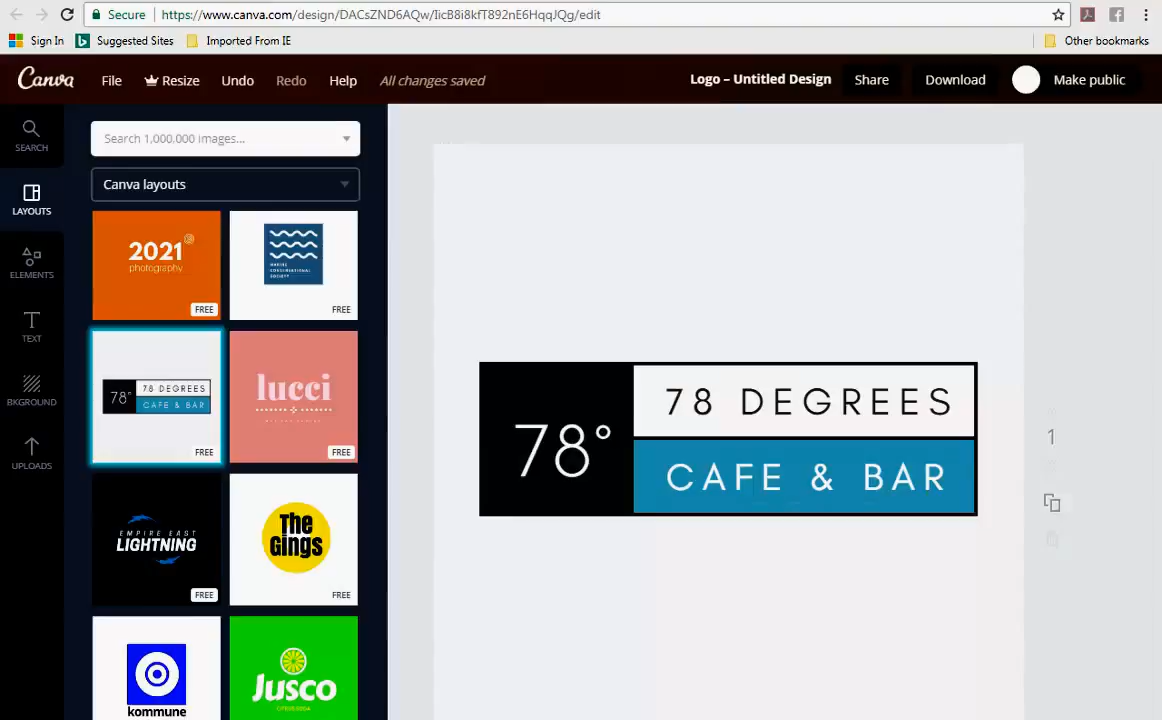 Secure
https://www.canva.com/design/DACsZND6AQw/IicB8i8kfT892nE6HqqJQg/edit
Sign In
Suggested Sites
Imported From IE
Other bookmarks
Canva
File
Resize
Undo
Redo
Help
All changes saved
Logo – Untitled Design
Share
Download
Make public
SEARCH
LAYOUTS
ELEMENTS
TEXT
BKGROUND
UPLOADS
Search 1,000,000 images...
Canva layouts
2021
photography
FREE
FREE
78°
78 DEGREES
CAFE & BAR
FREE
lucci
FREE
EMPIRE EAST
LIGHTNING
FREE
The
Gings
FREE
kommune
Jusco
78°
78 DEGREES
CAFE & BAR
1